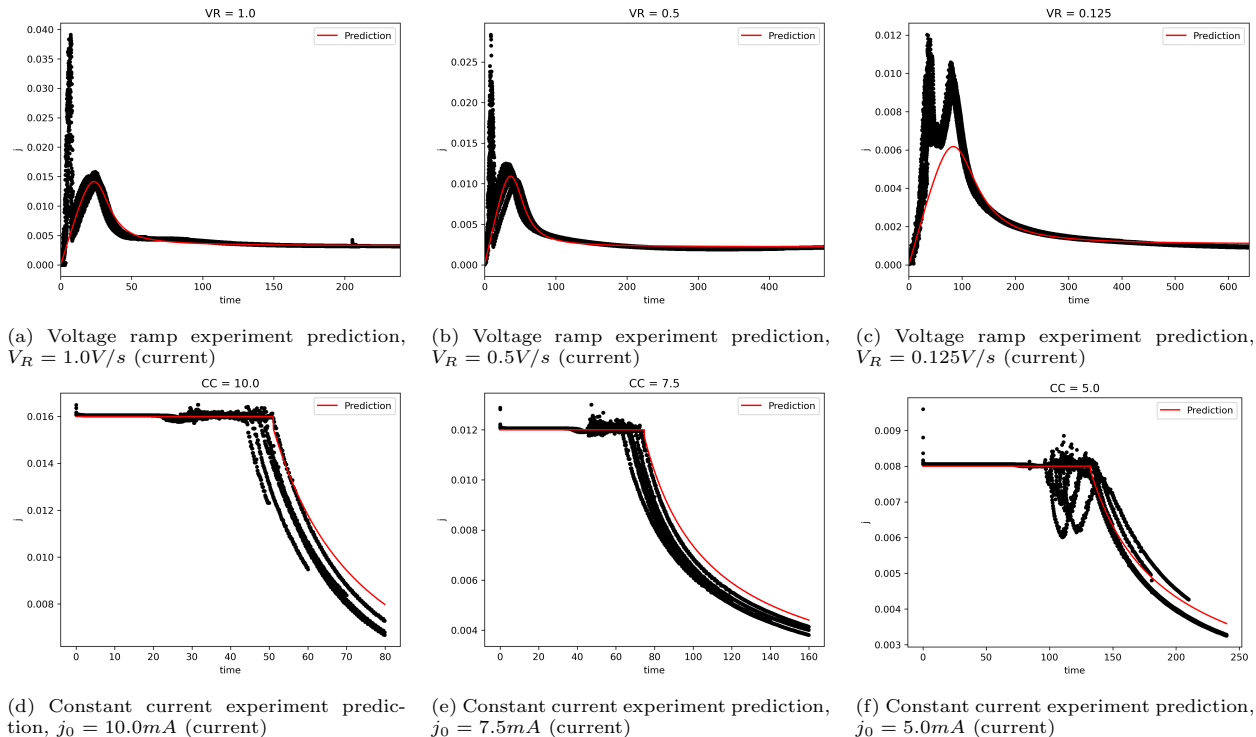 VR = 1.0
0.040
0.035
0.030
0.025
0.020
0.015
0.010
0.005
0.000
j
Prediction
0 50 100 150 200
time
(a) Voltage ramp experiment prediction,
V_R = 1.0V/s (current)
VR = 0.5
0.025
0.020
0.015
0.010
0.005
0.000
j
Prediction
0 100 200 300 400
time
(b) Voltage ramp experiment prediction,
V_R = 0.5V/s (current)
VR = 0.125
0.012
0.010
0.008
0.006
0.004
0.002
0.000
j
Prediction
0 100 200 300 400 500 600
time
(c) Voltage ramp experiment prediction,
V_R = 0.125V/s (current)
CC = 10.0
0.016
0.014
0.012
0.010
0.008
j
Prediction
0 10 20 30 40 50 60 70 80
time
(d) Constant current experiment predic-
tion, j_0 = 10.0mA (current)
CC = 7.5
0.012
0.010
0.008
0.006
0.004
j
Prediction
0 20 40 60 80 100 120 140 160
time
(e) Constant current experiment prediction,
j_0 = 7.5mA (current)
CC = 5.0
0.009
0.008
0.007
0.006
0.005
0.004
0.003
j
Prediction
0 50 100 150 200 250
time
(f) Constant current experiment prediction,
j_0 = 5.0mA (current)